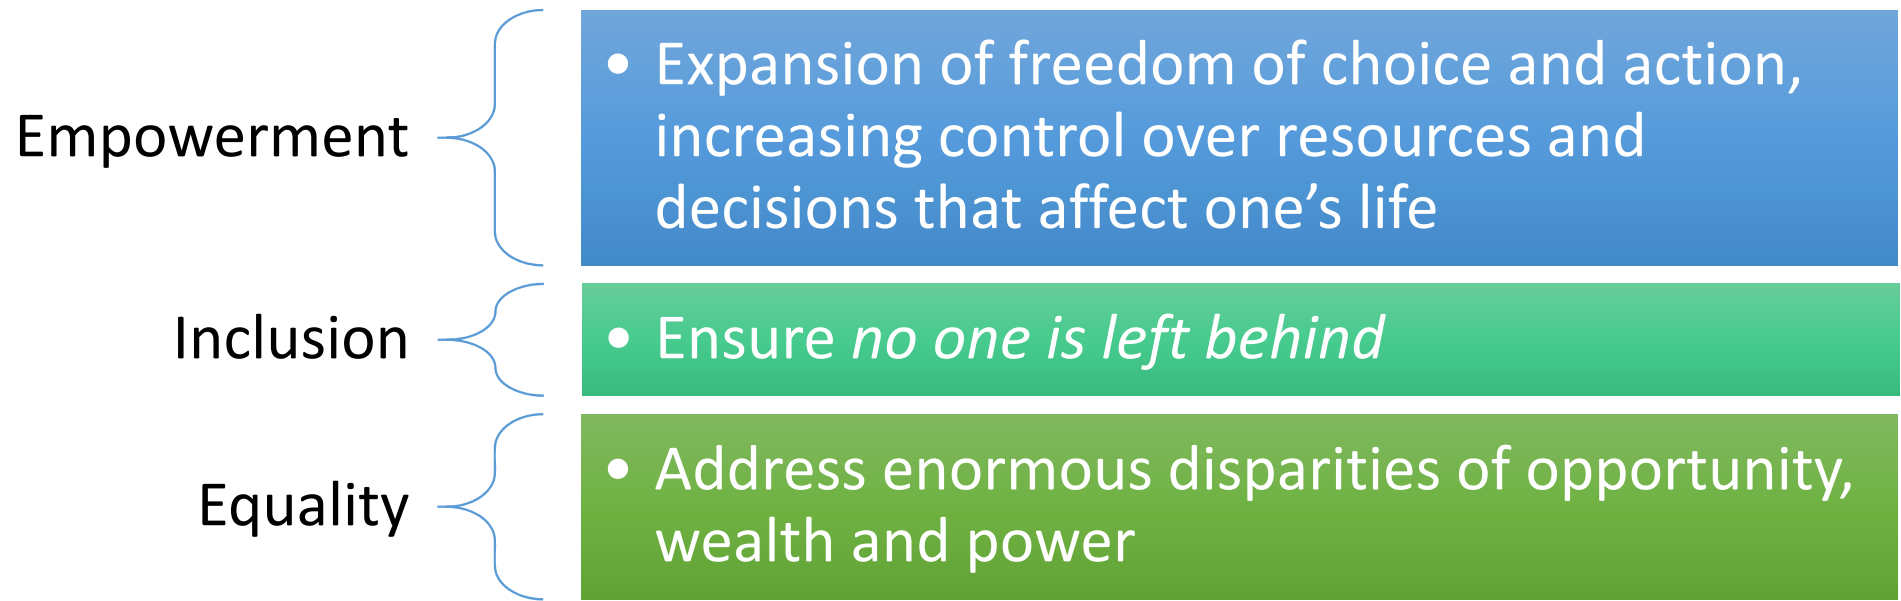 Empowerment
• Expansion of freedom of choice and action,
increasing control over resources and
decisions that affect one’s life
Inclusion
• Ensure no one is left behind
Equality
• Address enormous disparities of opportunity,
wealth and power